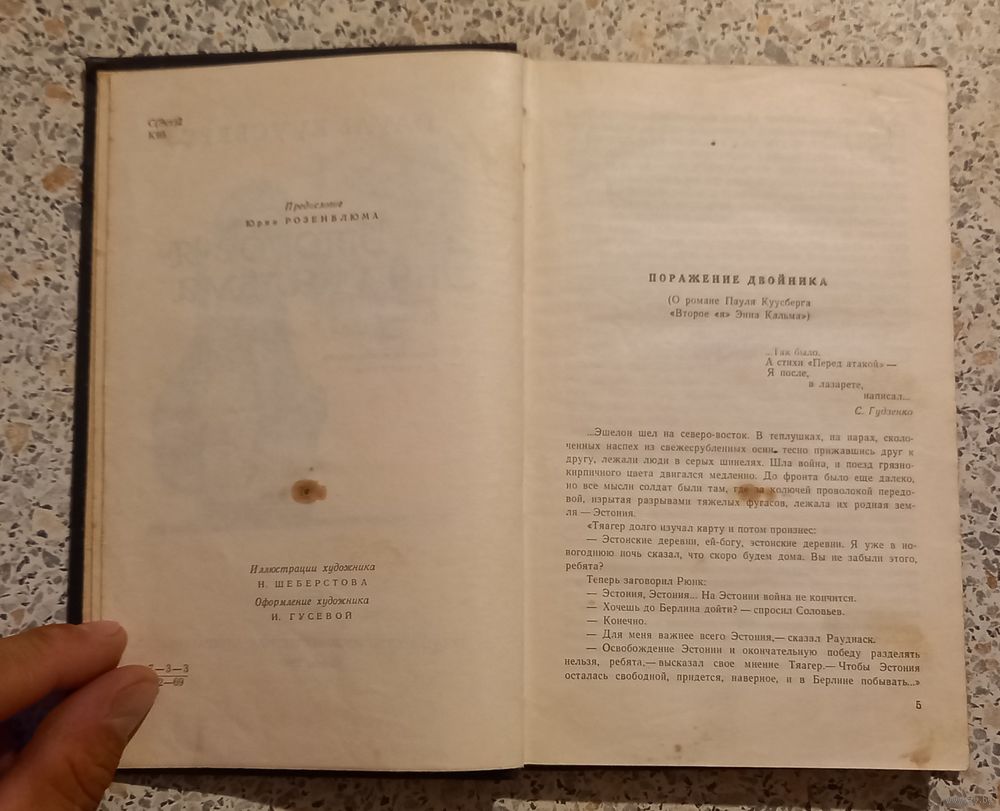 С(Эст)2
К93
Предисловие
Юрия РОЗЕНБЛЮМА
Иллюстрации художника
Н. ШЕБЕРСТОВА
Оформление художника
И. ГУСЕВОЙ
—3—3
2—69
ПОРАЖЕНИЕ ДВОЙНИКА
(О романе Пауля Куусберга
«Второе «я» Энна Кальма»)
...Так было.
А стихи «Перед атакой» —
Я после,
в лазарете,
написал...
С. Гудзенко
...Эшелон шел на северо-восток. В теплушках, на нарах, сколо-
ченных наспех из свежесрубленных осин, тесно прижавшись друг к
другу, лежали люди в серых шинелях. Шла война, и поезд грязно-
кирпичного цвета двигался медленно. До фронта было еще далеко,
но все мысли солдат были там, где за колючей проволокой передо-
вой, изрытая разрывами тяжелых фугасов, лежала их родная зем-
ля — Эстония.
«Тяагер долго изучал карту и потом произнес:
— Эстонские деревни, ей-богу, эстонские деревни. Я уже в но-
вогоднюю ночь сказал, что скоро будем дома. Вы не забыли этого,
ребята?
Теперь заговорил Рюнк:
— Эстония, Эстония... На Эстонии война не кончится.
— Хочешь до Берлина дойти? — спросил Соловьев.
— Конечно.
— Для меня важнее всего Эстония,— сказал Рауднаск.
— Освобождение Эстонии и окончательную победу разделять
нельзя, ребята,— высказал свое мнение Тяагер.— Чтобы Эстония
осталась свободной, придется, наверное, и в Берлине побывать...»
5